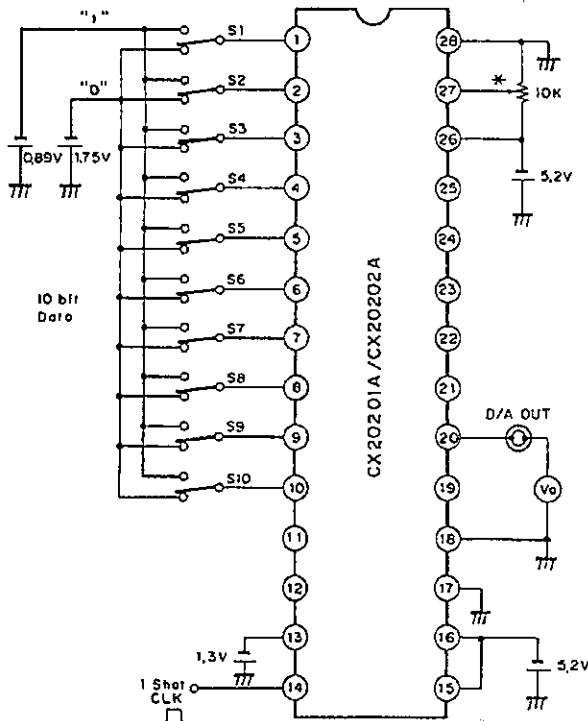 "1"
"0"
0,89V
1.75V
10 bit
Data
S1
S2
S3
S4
S5
S6
S7
S8
S9
S10
1
2
3
4
5
6
7
8
9
10
11
12
13
14
1,3V
1 Shot
CLK
CX20201A/CX20202A
28
27
26
25
24
23
22
21
20
19
18
17
16
15
*
10K
5,2V
D/A OUT
Vo
5,2V